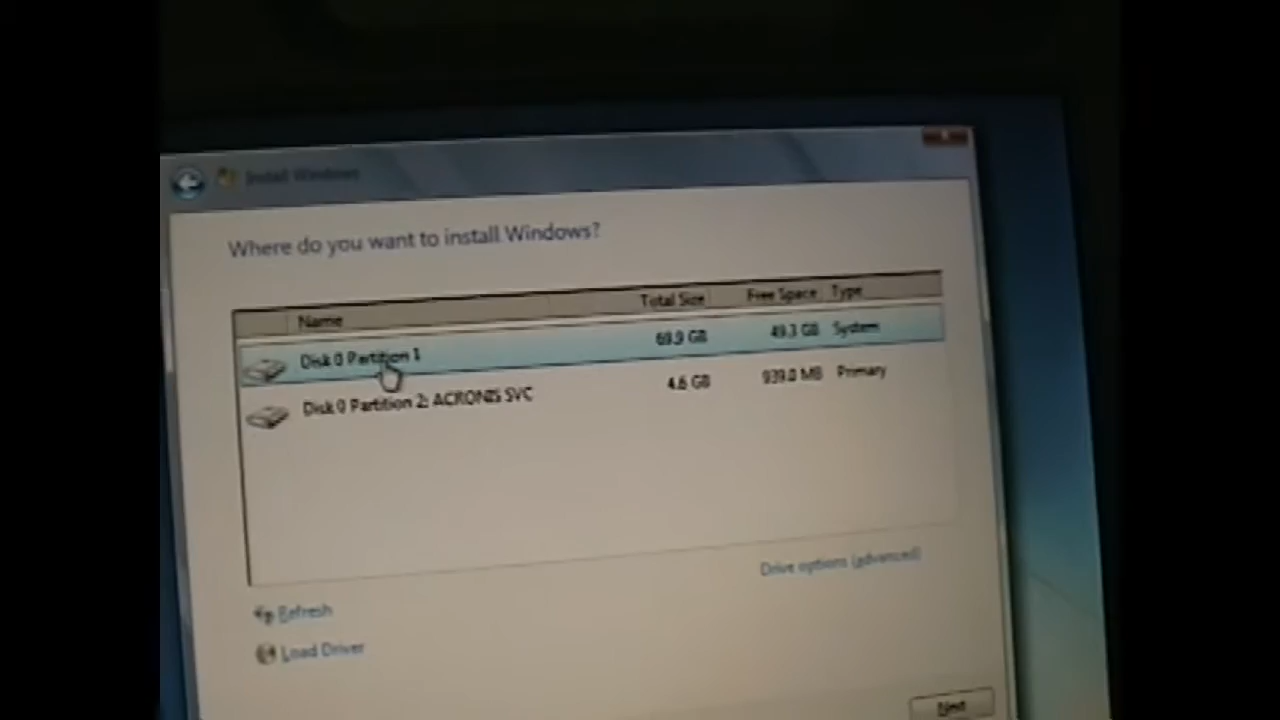 Install Windows
Where do you want to install Windows?
Name Total Size Free Space Type
Disk 0 Partition 1 69.9 GB 49.3 GB System
Disk 0 Partition 2: ACRONIS SVC 4.6 GB 939.0 MB Primary
Drive options (advanced)
Refresh
Load Driver
Next